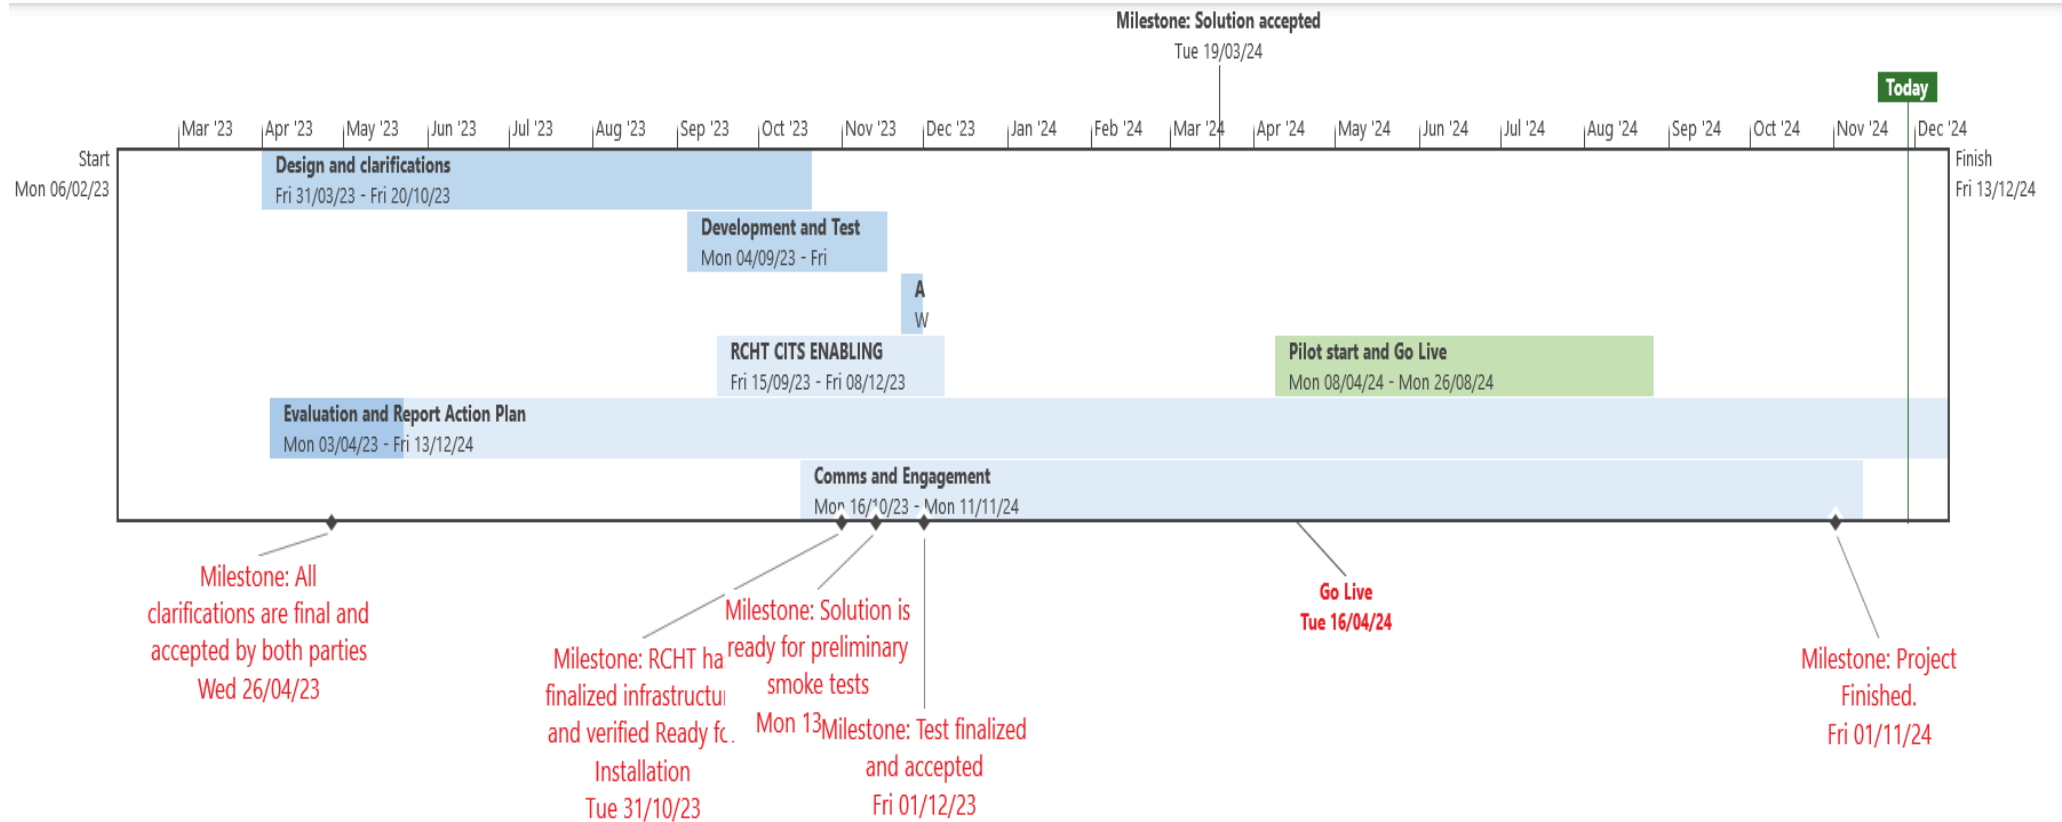 Milestone: Solution accepted
Tue 19/03/24
Today
Mar '23 Apr '23 May '23 Jun '23 Jul '23 Aug '23 Sep '23 Oct '23 Nov '23 Dec '23 Jan '24 Feb '24 Mar '24 Apr '24 May '24 Jun '24 Jul '24 Aug '24 Sep '24 Oct '24 Nov '24 Dec '24
Start
Mon 06/02/23
Finish
Fri 13/12/24
Design and clarifications
Fri 31/03/23 - Fri 20/10/23
Development and Test
Mon 04/09/23 - Fri
A
W
RCHT CITS ENABLING
Fri 15/09/23 - Fri 08/12/23
Pilot start and Go Live
Mon 08/04/24 - Mon 26/08/24
Evaluation and Report Action Plan
Mon 03/04/23 - Fri 13/12/24
Comms and Engagement
Mon 16/10/23 - Mon 11/11/24
Milestone: All
clarifications are final and
accepted by both parties
Wed 26/04/23
Milestone: RCHT ha
finalized infrastructu
and verified Ready
Installation
Tue 31/10/23
Milestone: Solution is
ready for preliminary
smoke tests
Mon 13
Milestone: Test finalized
and accepted
Fri 01/12/23
Go Live
Tue 16/04/24
Milestone: Project
Finished.
Fri 01/11/24